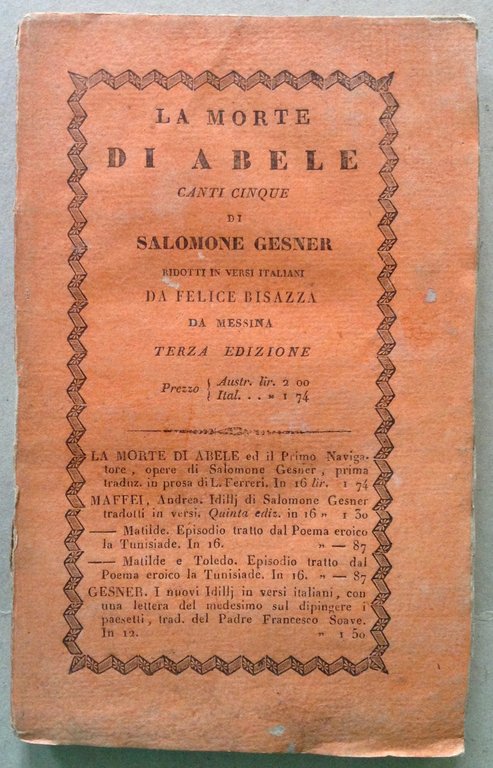 LA MORTE
DI ABELE
CANTI CINQUE
DI
SALOMONE GESNER
RIDOTTI IN VERSI ITALIANI
DA FELICE BISAZZA
DA MESSINA
TERZA EDIZIONE
Prezzo { Austr. lir. 2 00
Ital. . . „ 1 74
LA MORTE DI ABELE ed il Primo Naviga-
tore, opere di Salomone Gesner, prima
traduz. in prosa di L. Ferreri. In 16 lir. 1 74
MAFFEI, Andrea. Idillj di Salomone Gesner
tradotti in versi. Quinta ediz. in 16 „ 1 30
—— Matilde. Episodio tratto dal Poema eroico
la Tunisiade. In 16. „ — 87
—— Matilde e Toledo. Episodio tratto dal
Poema eroico la Tunisiade. In 16. „ — 87
GESNER. I nuovi Idillj in versi italiani, con
una lettera del medesimo sul dipingere i
paesetti, trad. del Padre Francesco Soave.
In 12. „ 1 50